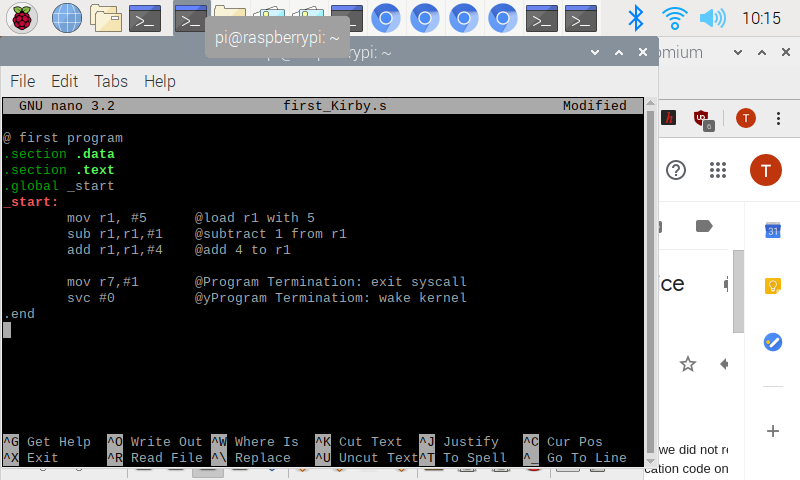 10:15
pi@raspberrypi: ~
File Edit Tabs Help
GNU nano 3.2 first_Kirby.s Modified
@ first program
.section .data
.section .text
.global _start
_start:
mov r1, #5 @load r1 with 5
sub r1,r1,#1 @subtract 1 from r1
add r1,r1,#4 @add 4 to r1
mov r7,#1 @Program Termination: exit syscall
svc #0 @yProgram Terminatiom: wake kernel
.end
^G Get Help ^O Write Out ^W Where Is ^K Cut Text ^J Justify ^C Cur Pos
^X Exit ^R Read File ^\ Replace ^U Uncut Text ^T To Spell ^_ Go To Line
omium
T
T
31
ice
we did not re
cation code on